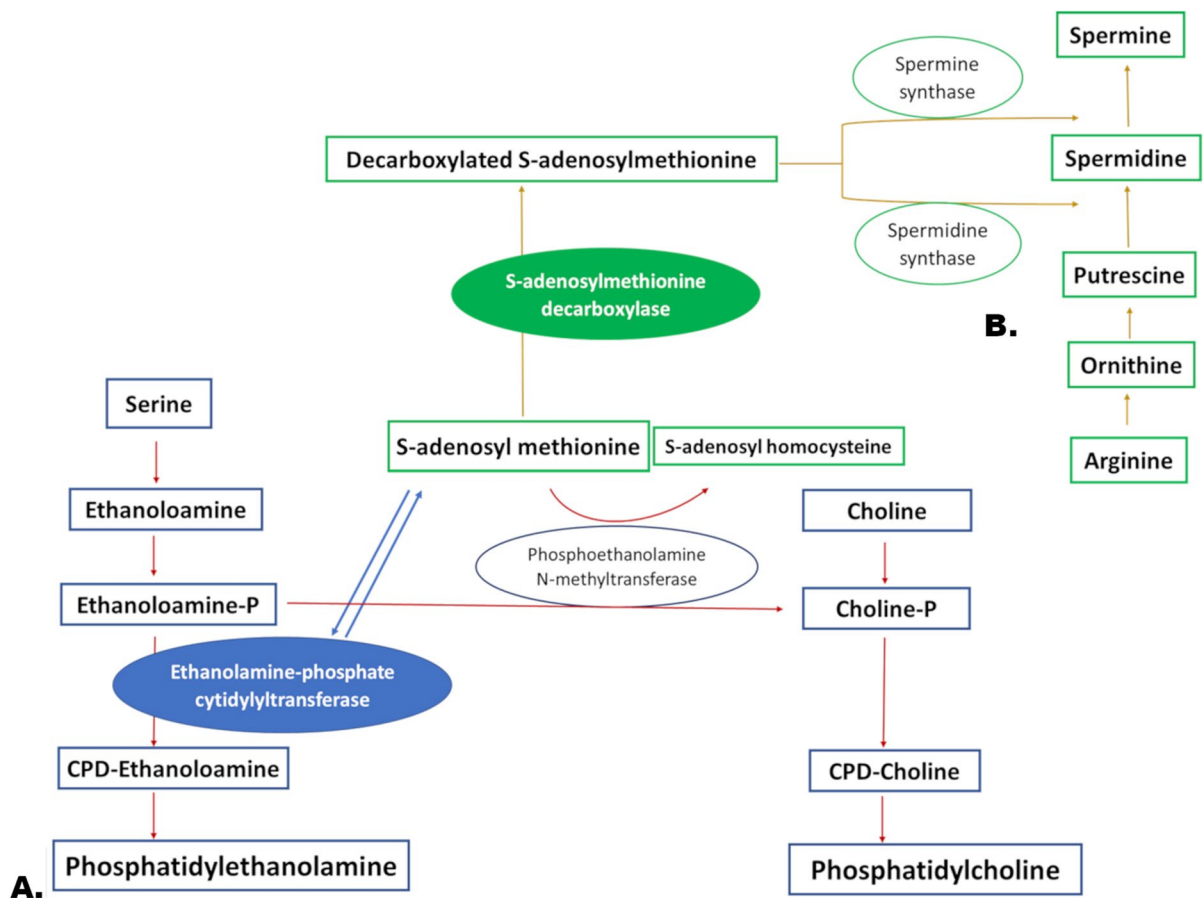 Spermine
Spermine
synthase
Decarboxylated S-adenosylmethionine
Spermidine
Spermidine
synthase
S-adenosylmethionine
decarboxylase
Putrescine
B.
Ornithine
Arginine
Serine
S-adenosyl methionine
S-adenosyl homocysteine
Ethanoloamine
Choline
Phosphoethanolamine
N-methyltransferase
Ethanoloamine-P
Choline-P
Ethanolamine-phosphate
cytidylyltransferase
CPD-Ethanoloamine
CPD-Choline
Phosphatidylethanolamine
Phosphatidylcholine
A.